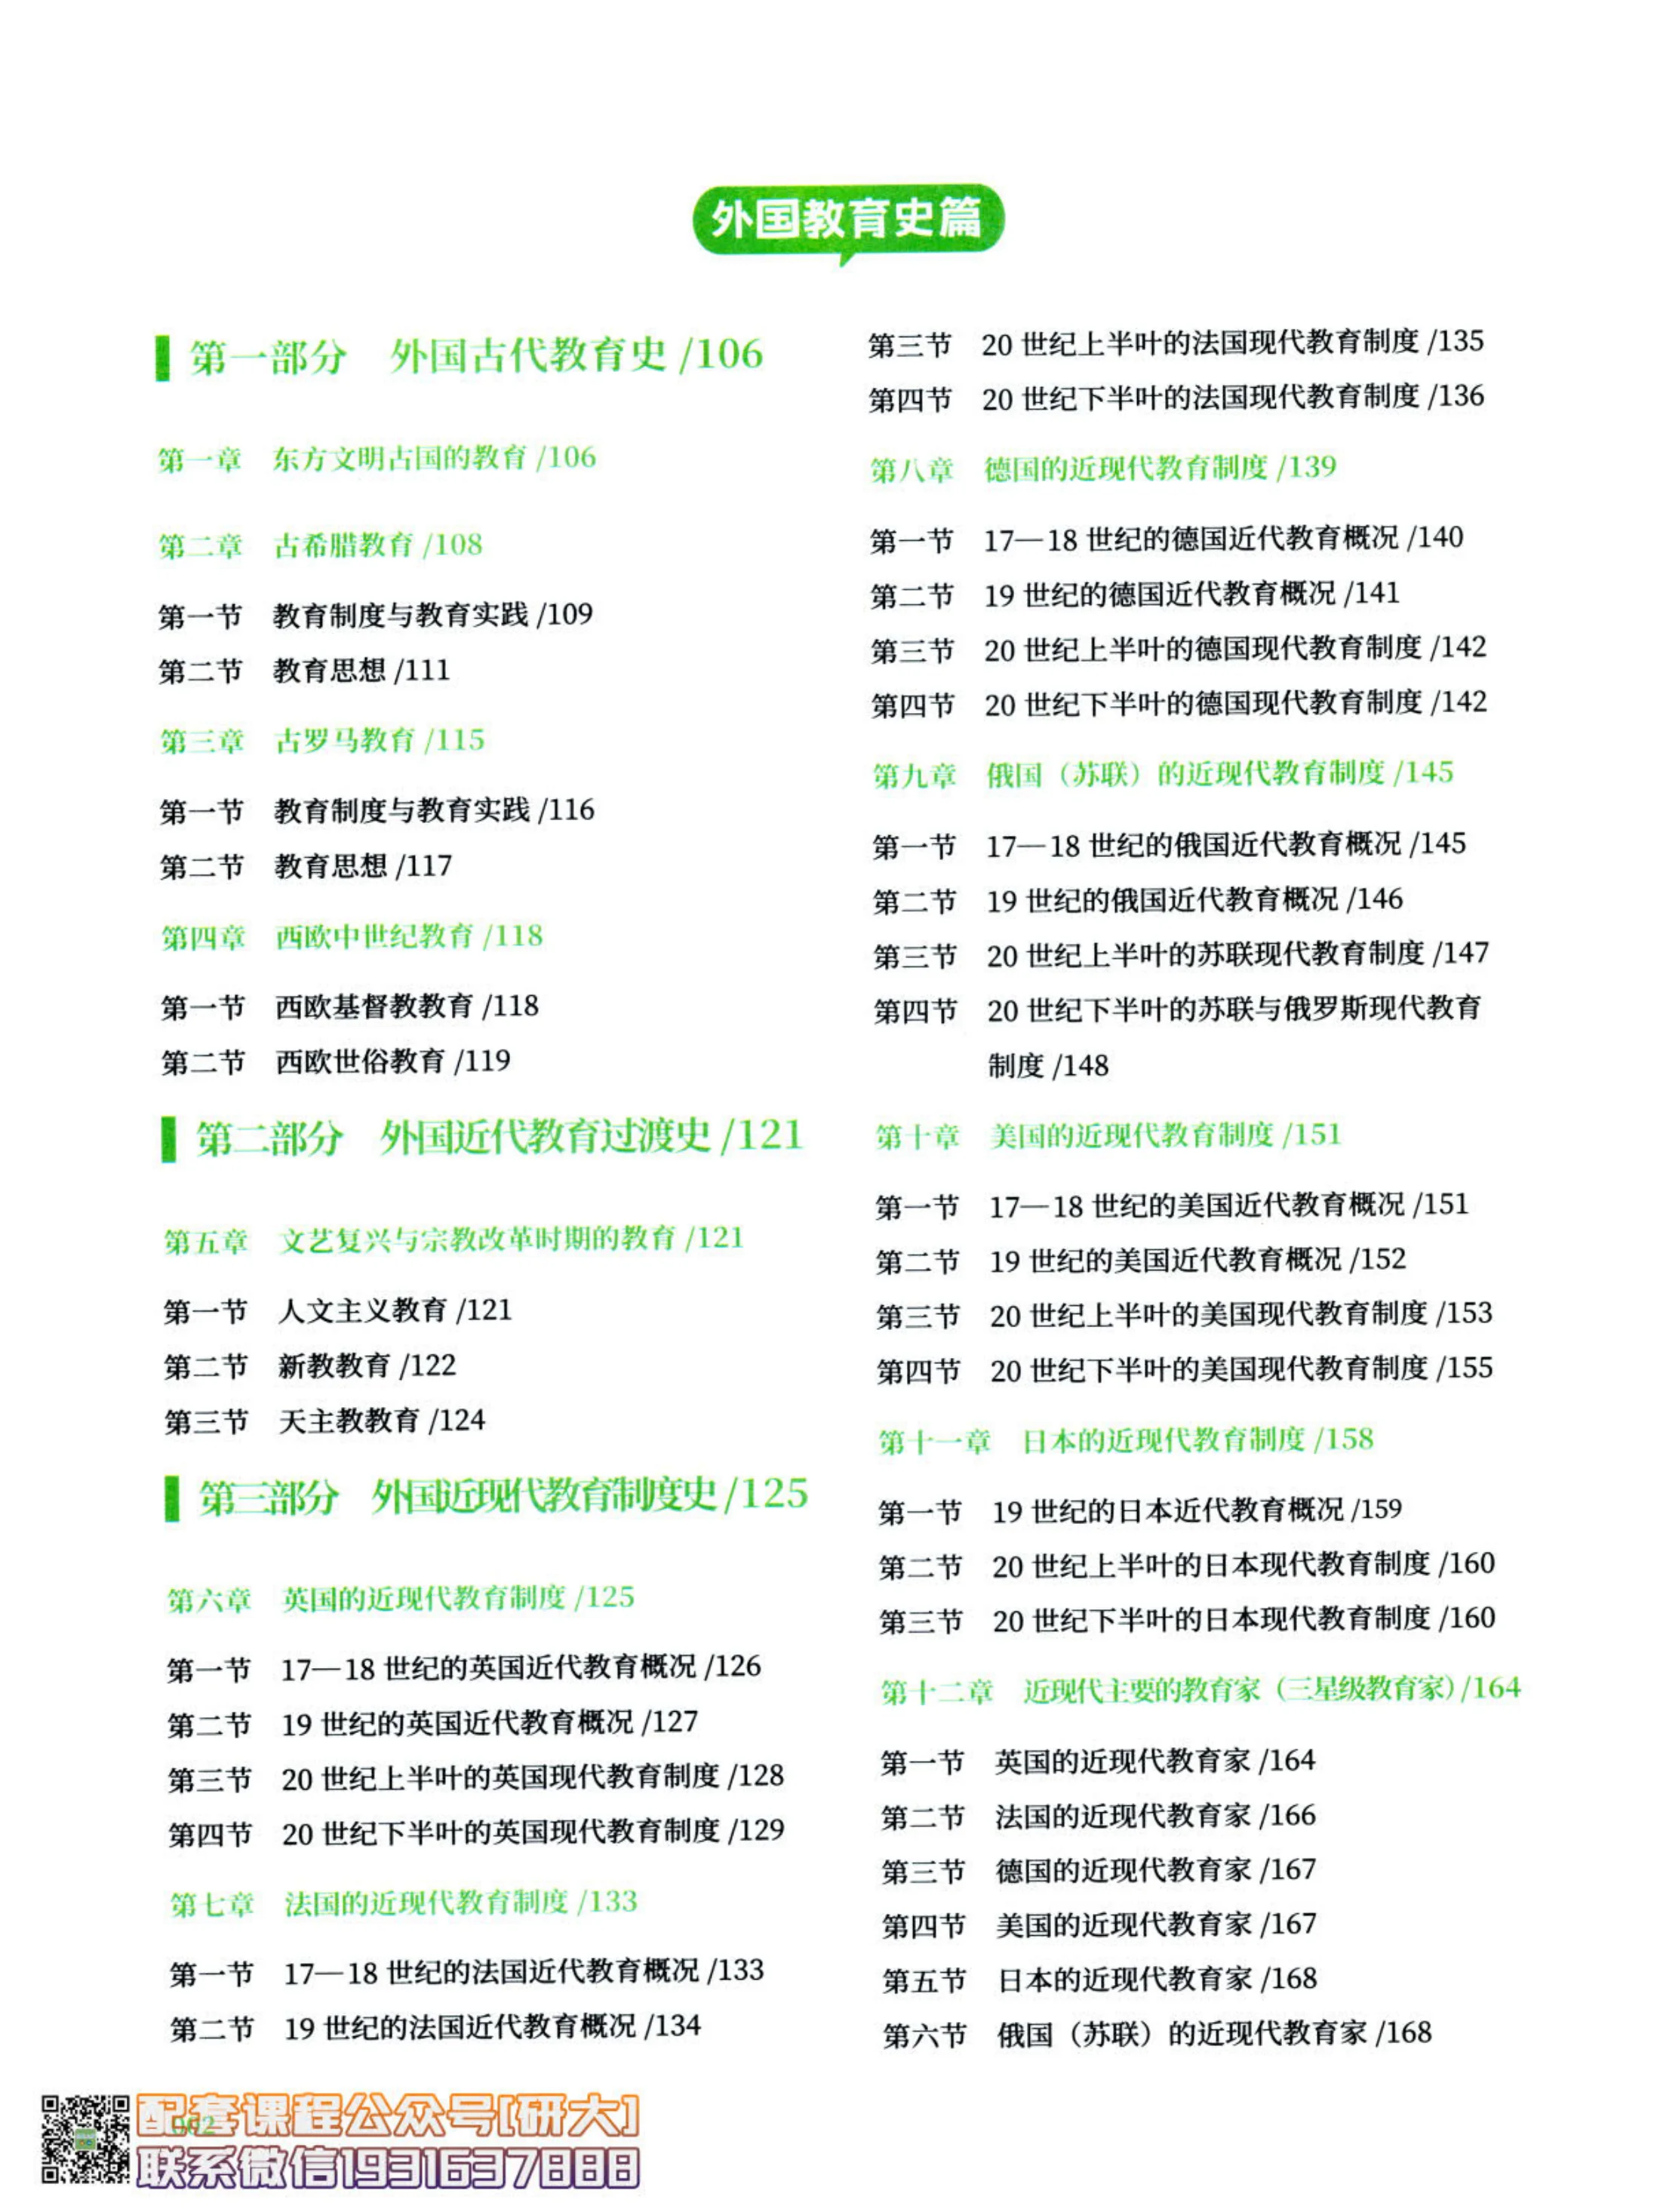 外国教育史篇
第一部分 外国古代教育史 /106
第一章 东方文明古国的教育 /106
第二章 古希腊教育 /108
第一节 教育制度与教育实践 /109
第二节 教育思想 /111
第三章 古罗马教育 /115
第一节 教育制度与教育实践 /116
第二节 教育思想 /117
第四章 西欧中世纪教育 /118
第一节 西欧基督教教育 /118
第二节 西欧世俗教育 /119
第二部分 外国近代教育过渡史 /121
第五章 文艺复兴与宗教改革时期的教育 /121
第一节 人文主义教育 /121
第二节 新教教育 /122
第三节 天主教教育 /124
第三部分 外国近现代教育制度史 /125
第六章 英国的近现代教育制度 /125
第一节 17—18 世纪的英国近代教育概况 /126
第二节 19 世纪的英国近代教育概况 /127
第三节 20 世纪上半叶的英国现代教育制度 /128
第四节 20 世纪下半叶的英国现代教育制度 /129
第七章 法国的近现代教育制度 /133
第一节 17—18 世纪的法国近代教育概况 /133
第二节 19 世纪的法国近代教育概况 /134
第三节 20 世纪上半叶的法国现代教育制度 /135
第四节 20 世纪下半叶的法国现代教育制度 /136
第八章 德国的近现代教育制度 /139
第一节 17—18 世纪的德国近代教育概况 /140
第二节 19 世纪的德国近代教育概况 /141
第三节 20 世纪上半叶的德国现代教育制度 /142
第四节 20 世纪下半叶的德国现代教育制度 /142
第九章 俄国（苏联）的近现代教育制度 /145
第一节 17—18 世纪的俄国近代教育概况 /145
第二节 19 世纪的俄国近代教育概况 /146
第三节 20 世纪上半叶的苏联现代教育制度 /147
第四节 20 世纪下半叶的苏联与俄罗斯现代教育
制度 /148
第十章 美国的近现代教育制度 /151
第一节 17—18 世纪的美国近代教育概况 /151
第二节 19 世纪的美国近代教育概况 /152
第三节 20 世纪上半叶的美国现代教育制度 /153
第四节 20 世纪下半叶的美国现代教育制度 /155
第十一章 日本的近现代教育制度 /158
第一节 19 世纪的日本近代教育概况 /159
第二节 20 世纪上半叶的日本现代教育制度 /160
第三节 20 世纪下半叶的日本现代教育制度 /160
第十二章 近现代主要的教育家（三星级教育家）/164
第一节 英国的近现代教育家 /164
第二节 法国的近现代教育家 /166
第三节 德国的近现代教育家 /167
第四节 美国的近现代教育家 /167
第五节 日本的近现代教育家 /168
第六节 俄国（苏联）的近现代教育家 /168
002
配套课程公众号[研大]
联系微信1931637888